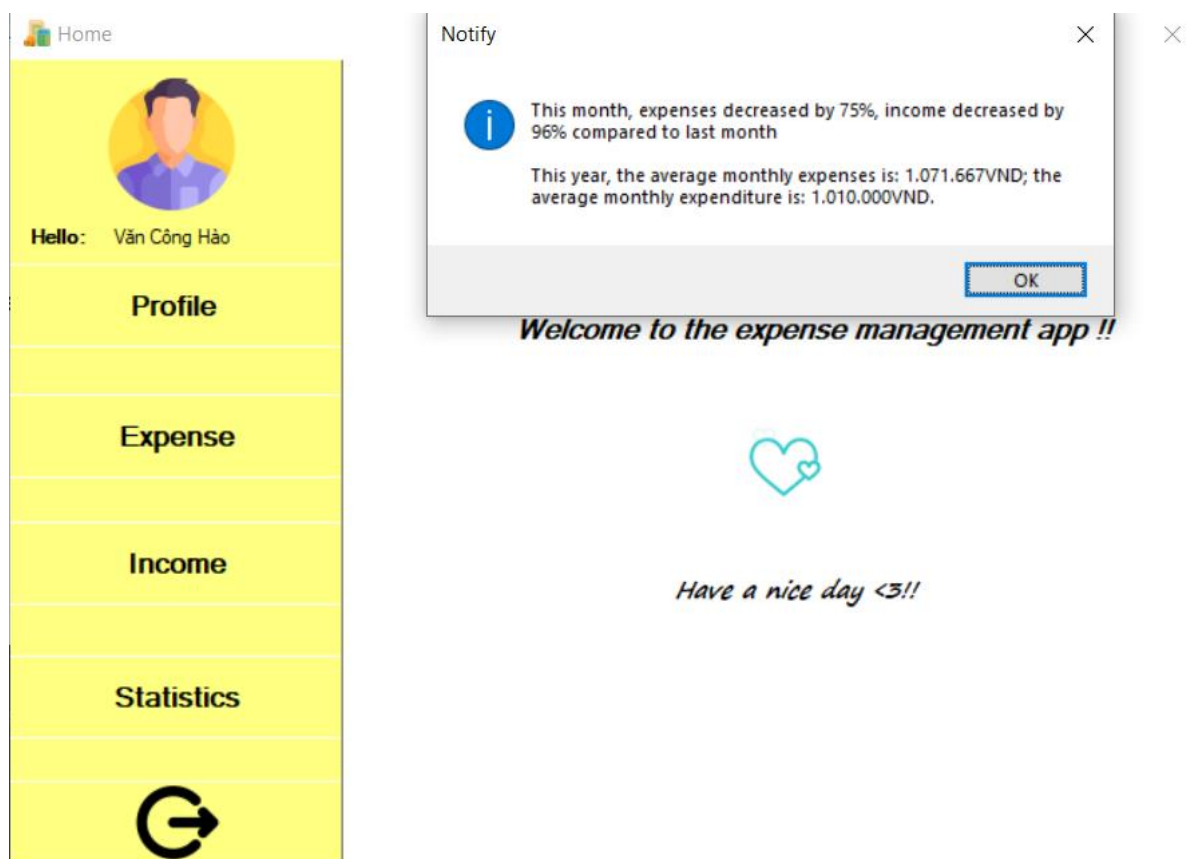 Home
Notify
This month, expenses decreased by 75%, income decreased by
96% compared to last month
This year, the average monthly expenses is: 1.071.667VND; the
average monthly expenditure is: 1.010.000VND.
OK
Hello: Văn Công Hào
Profile
Expense
Income
Statistics
Welcome to the expense management app !!
Have a nice day <3!!